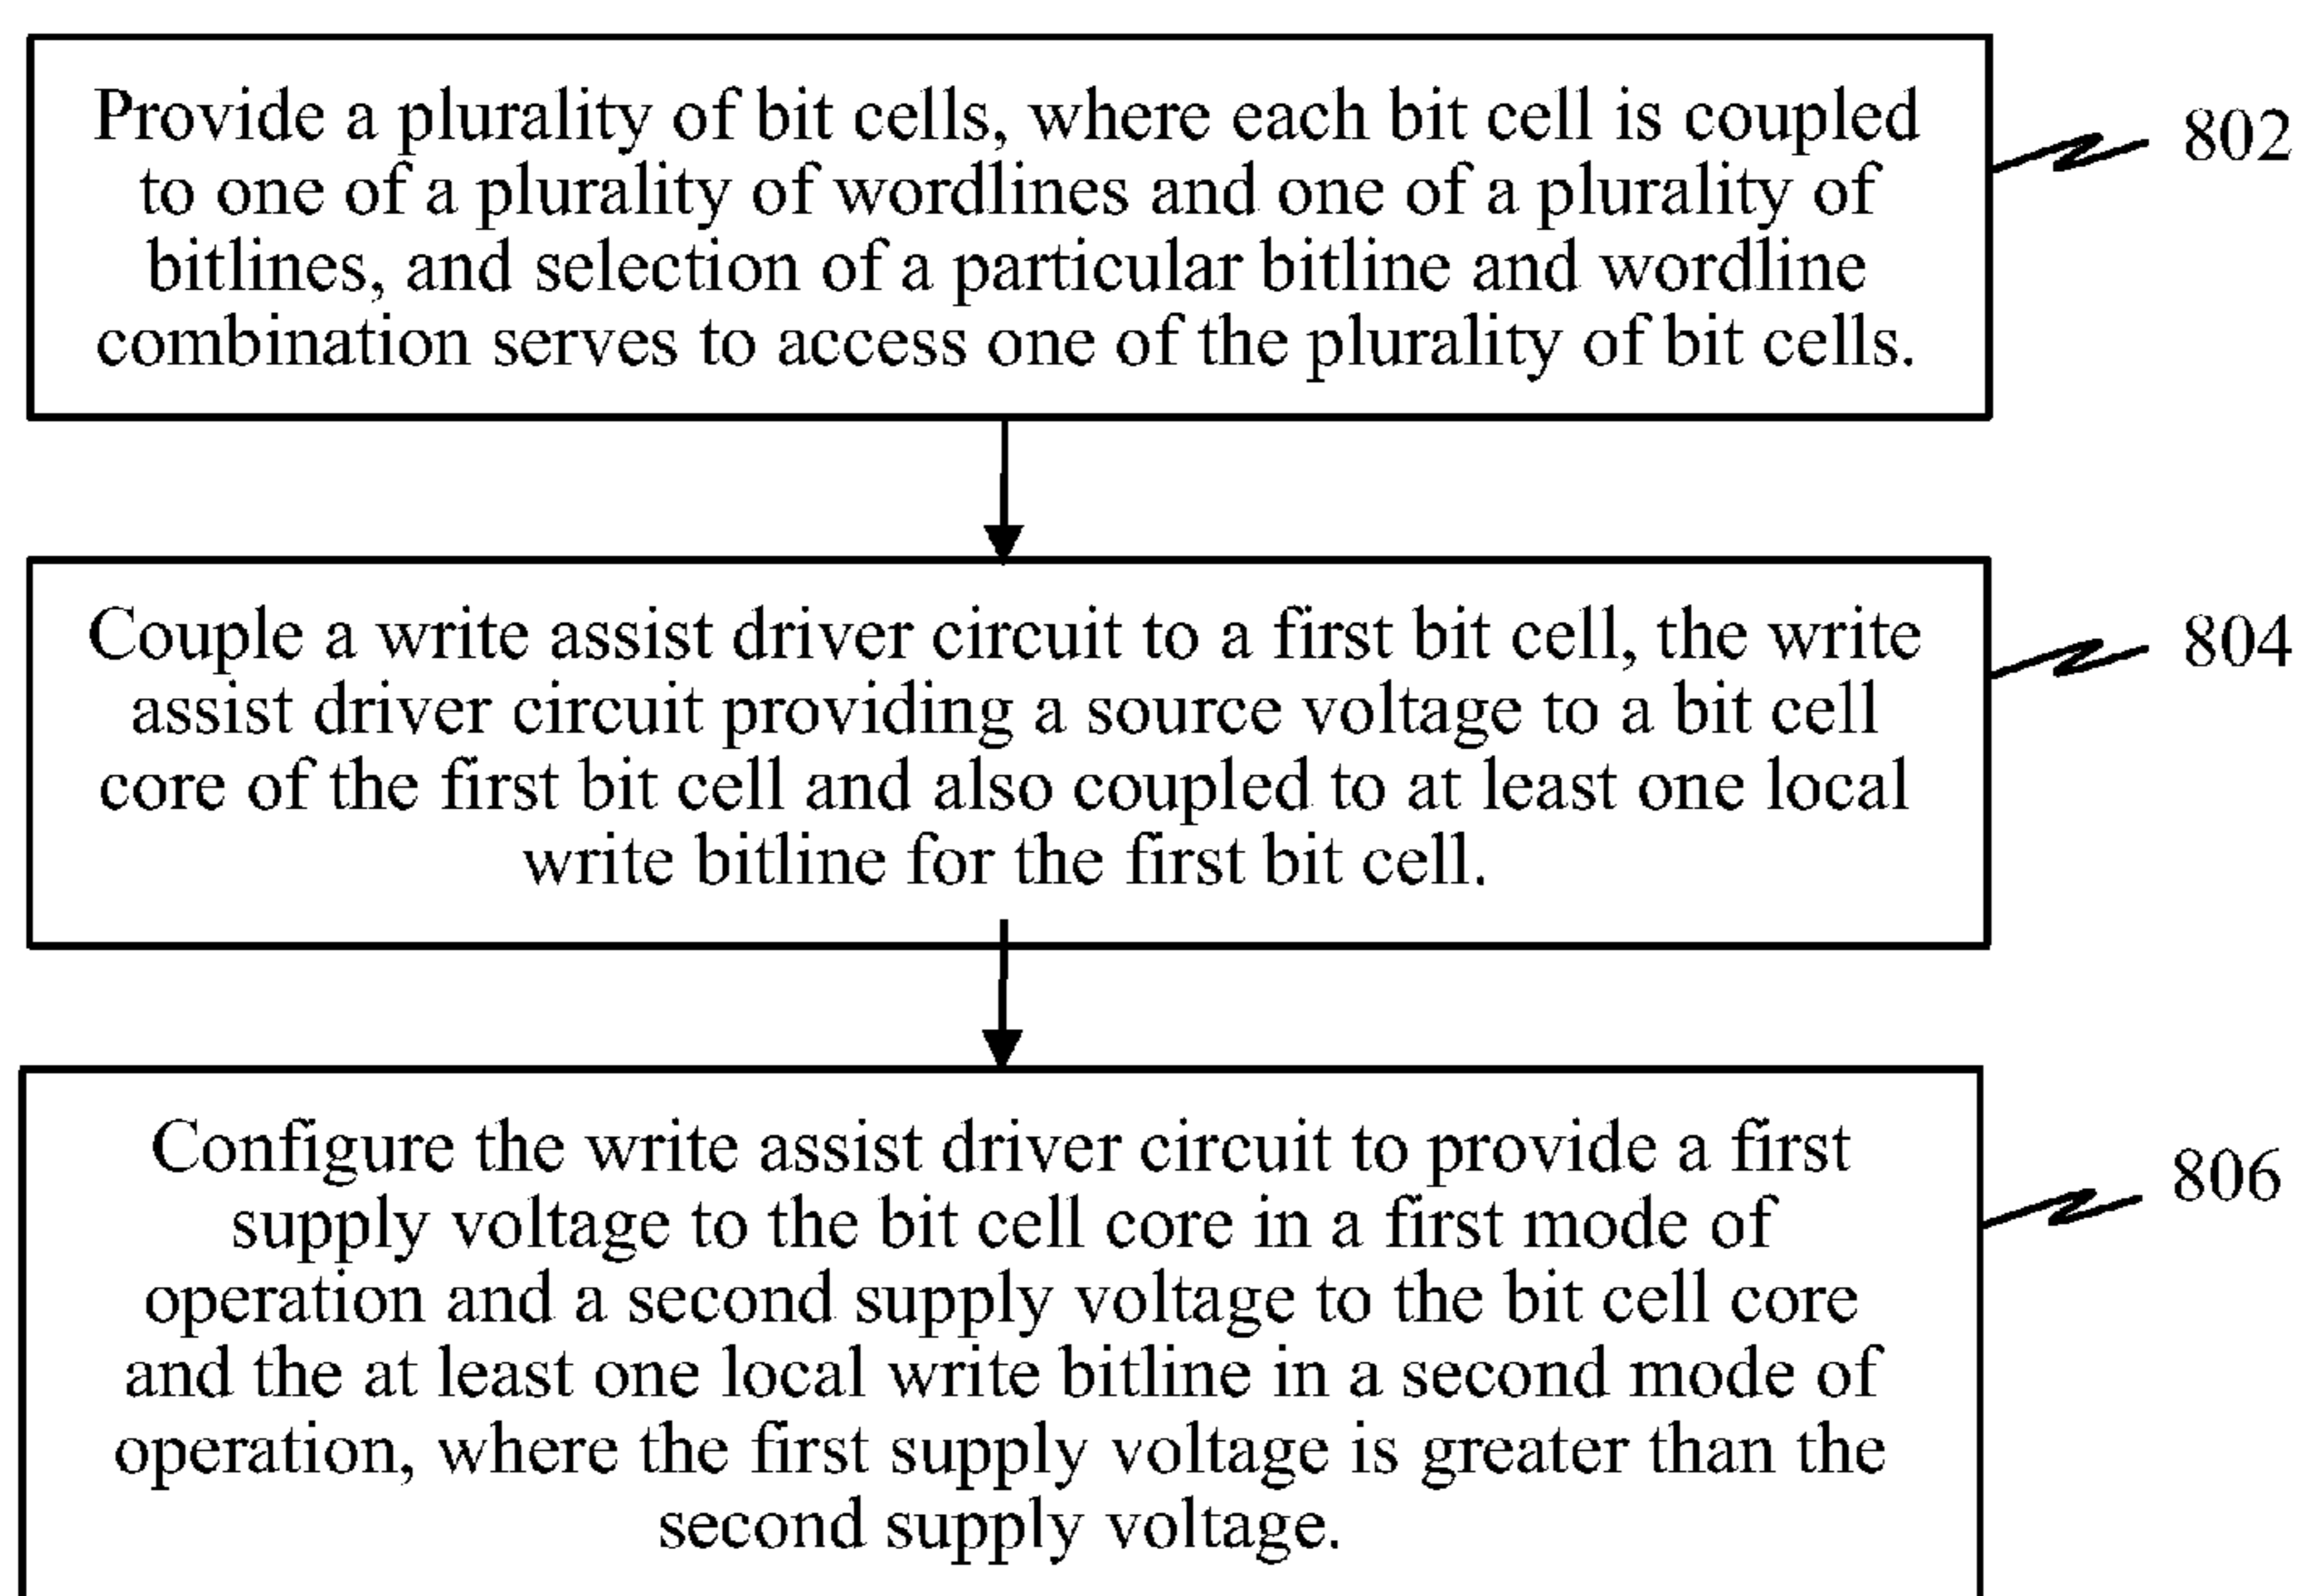 Provide a plurality of bit cells, where each bit cell is coupled
to one of a plurality of wordlines and one of a plurality of
bitlines, and selection of a particular bitline and wordline
combination serves to access one of the plurality of bit cells.
802
Couple a write assist driver circuit to a first bit cell, the write
assist driver circuit providing a source voltage to a bit cell
core of the first bit cell and also coupled to at least one local
write bitline for the first bit cell.
804
Configure the write assist driver circuit to provide a first
supply voltage to the bit cell core in a first mode of
operation and a second supply voltage to the bit cell core
and the at least one local write bitline in a second mode of
operation, where the first supply voltage is greater than the
second supply voltage.
806